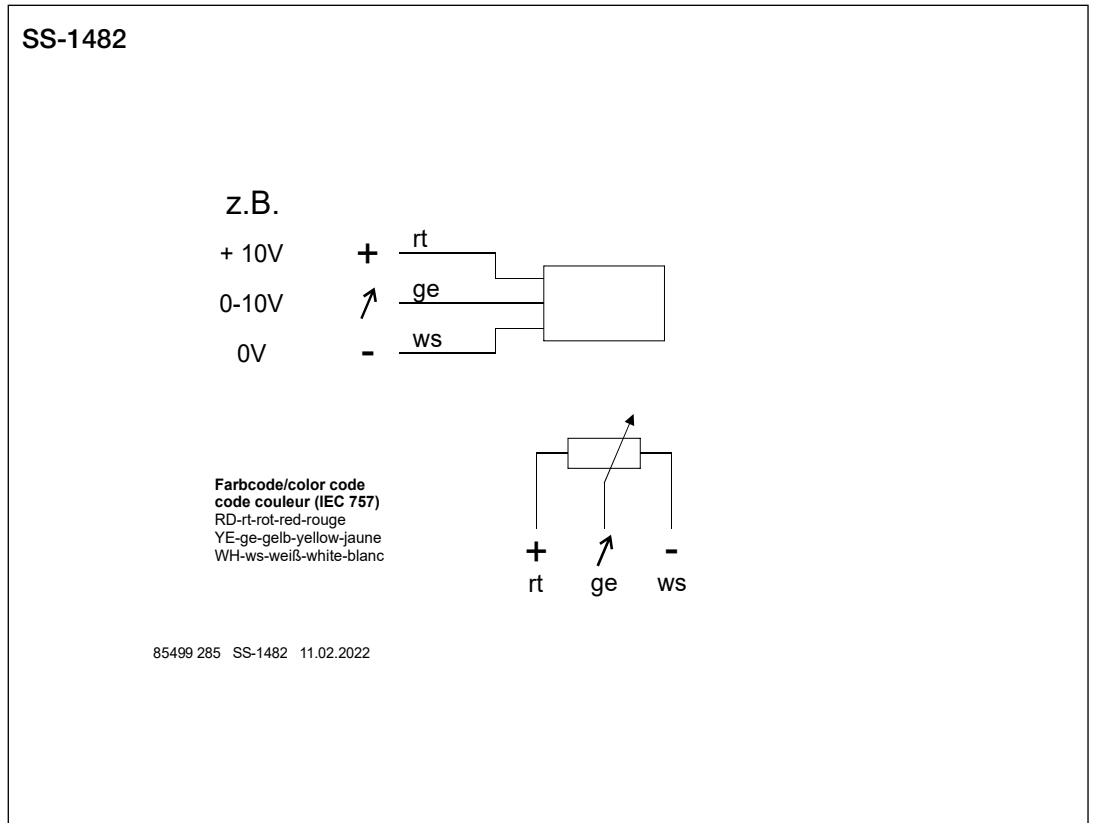 SS-1482
z.B.
+ 10V + rt
0-10V ge
0V - ws
Farbcode/color code
code couleur (IEC 757)
RD-rt-rot-red-rouge
YE-ge-gelb-yellow-jaune
WH-ws-weiß-white-blanc
+ -
rt ge ws
85499 285 SS-1482 11.02.2022